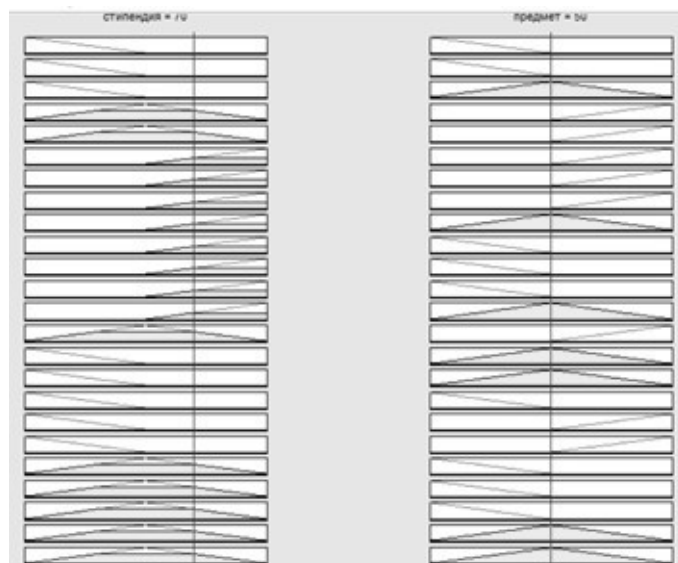 стипендия = 70
предмет = 50